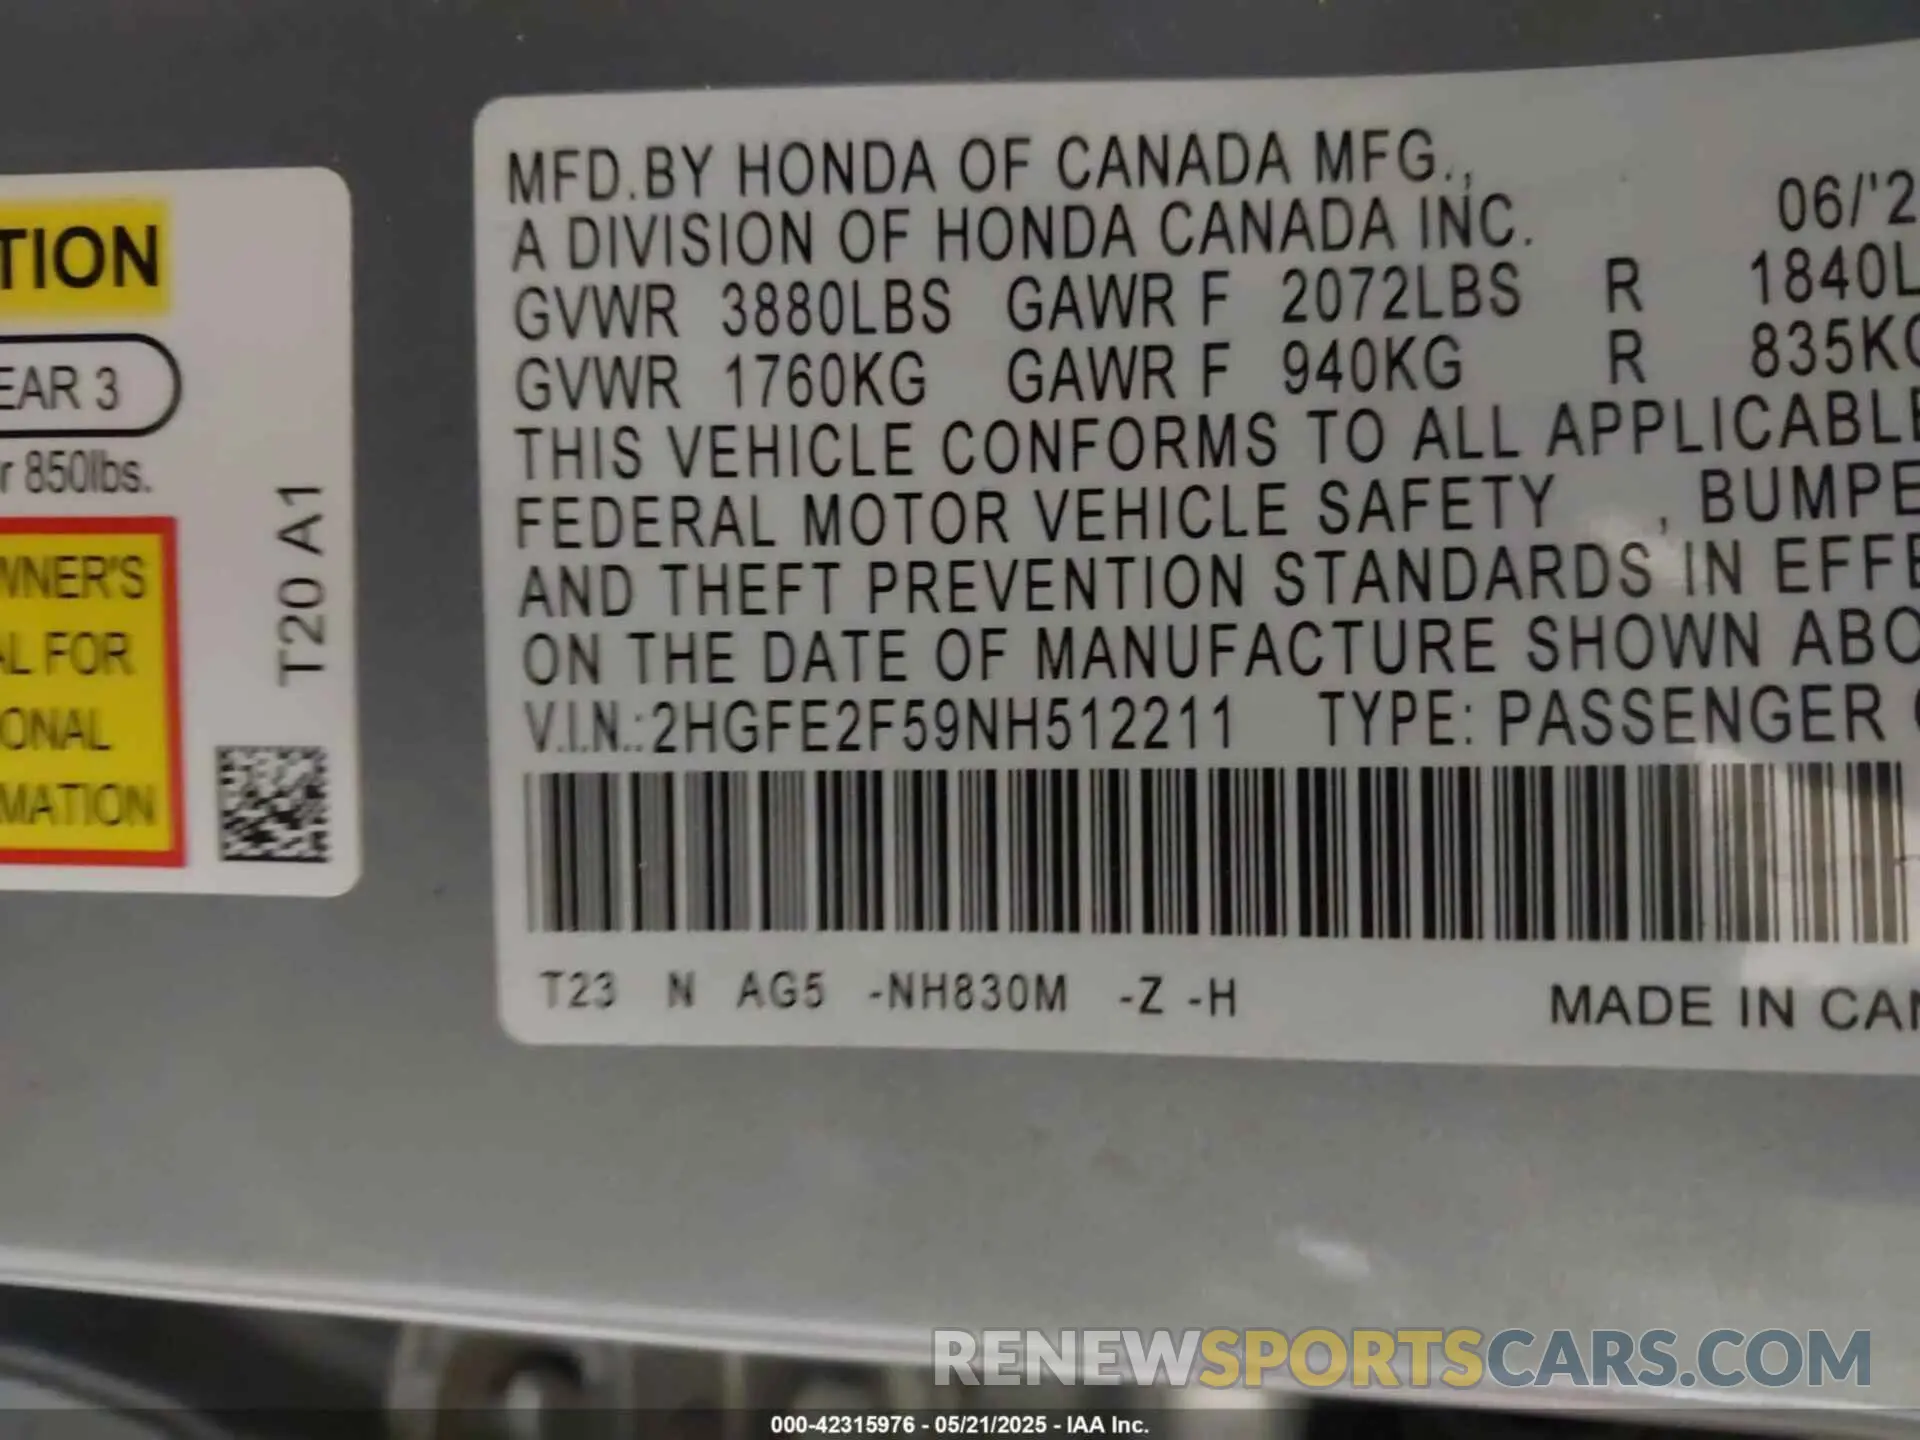 TION
EAR 3
r 850lbs.
WNER'S
AL FOR
ONAL
MATION
T20 A1
MFD.BY HONDA OF CANADA MFG.,
A DIVISION OF HONDA CANADA INC. 06/'2
GVWR 3880LBS GAWR F 2072LBS R 1840L
GVWR 1760KG GAWR F 940KG R 835KG
THIS VEHICLE CONFORMS TO ALL APPLICABLE
FEDERAL MOTOR VEHICLE SAFETY , BUMPE
AND THEFT PREVENTION STANDARDS IN EFFE
ON THE DATE OF MANUFACTURE SHOWN ABO
V.I.N.:2HGFE2F59NH512211 TYPE: PASSENGER C
T23 N AG5 -NH830M -Z -H MADE IN CAN
RENEWSPORTSCARS.COM
000-42315976 - 05/21/2025 - IAA Inc.